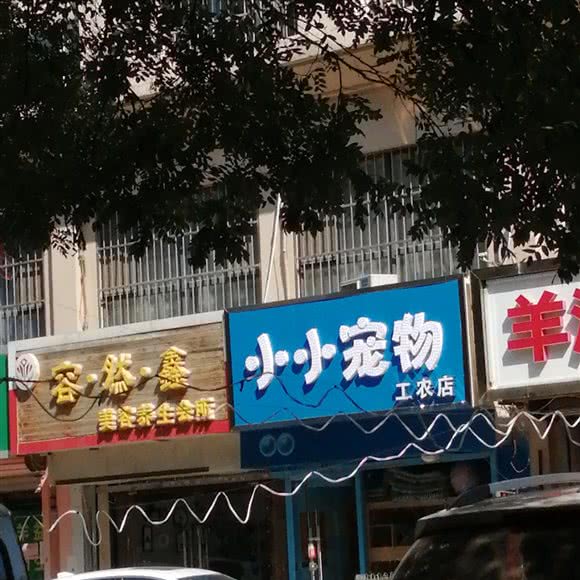 容·然·鑫
美容养生会所
小小宠物
工农店
羊